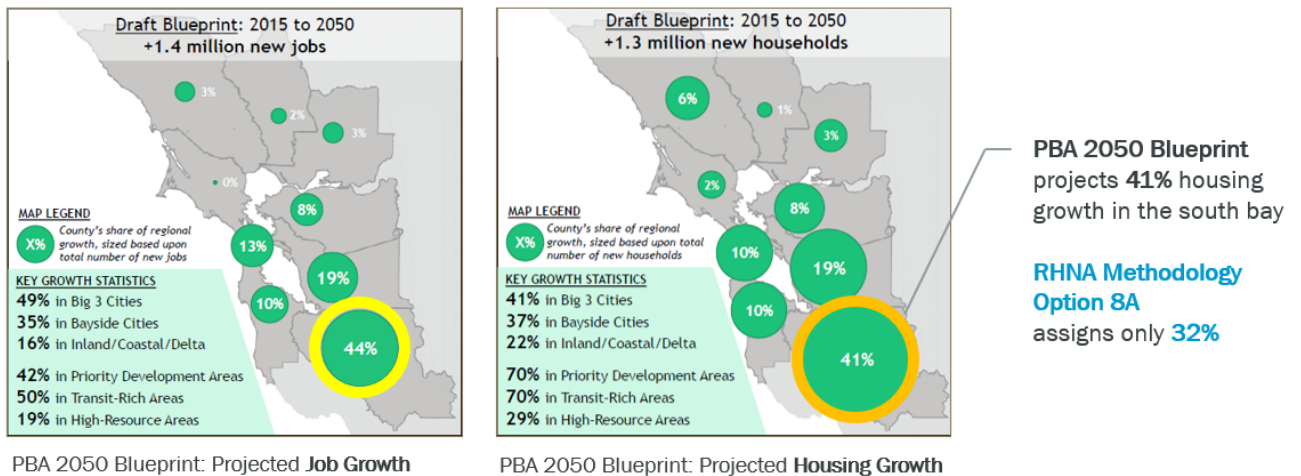 Draft Blueprint: 2015 to 2050
+1.4 million new jobs
3%
2%
3%
0%
8%
13%
19%
10%
44%
MAP LEGEND
X%
County's share of regional
growth, sized based upon
total number of new jobs
KEY GROWTH STATISTICS
49% in Big 3 Cities
35% in Bayside Cities
16% in Inland/Coastal/Delta
42% in Priority Development Areas
50% in Transit-Rich Areas
19% in High-Resource Areas
PBA 2050 Blueprint: Projected Job Growth
Draft Blueprint: 2015 to 2050
+1.3 million new households
6%
1%
3%
2%
8%
10%
19%
10%
41%
MAP LEGEND
X%
County's share of regional
growth, sized based upon total
number of new households
KEY GROWTH STATISTICS
41% in Big 3 Cities
37% in Bayside Cities
22% in Inland/Coastal/Delta
70% in Priority Development Areas
70% in Transit-Rich Areas
29% in High-Resource Areas
PBA 2050 Blueprint: Projected Housing Growth
PBA 2050 Blueprint
projects 41% housing
growth in the south bay
RHNA Methodology
Option 8A
assigns only 32%